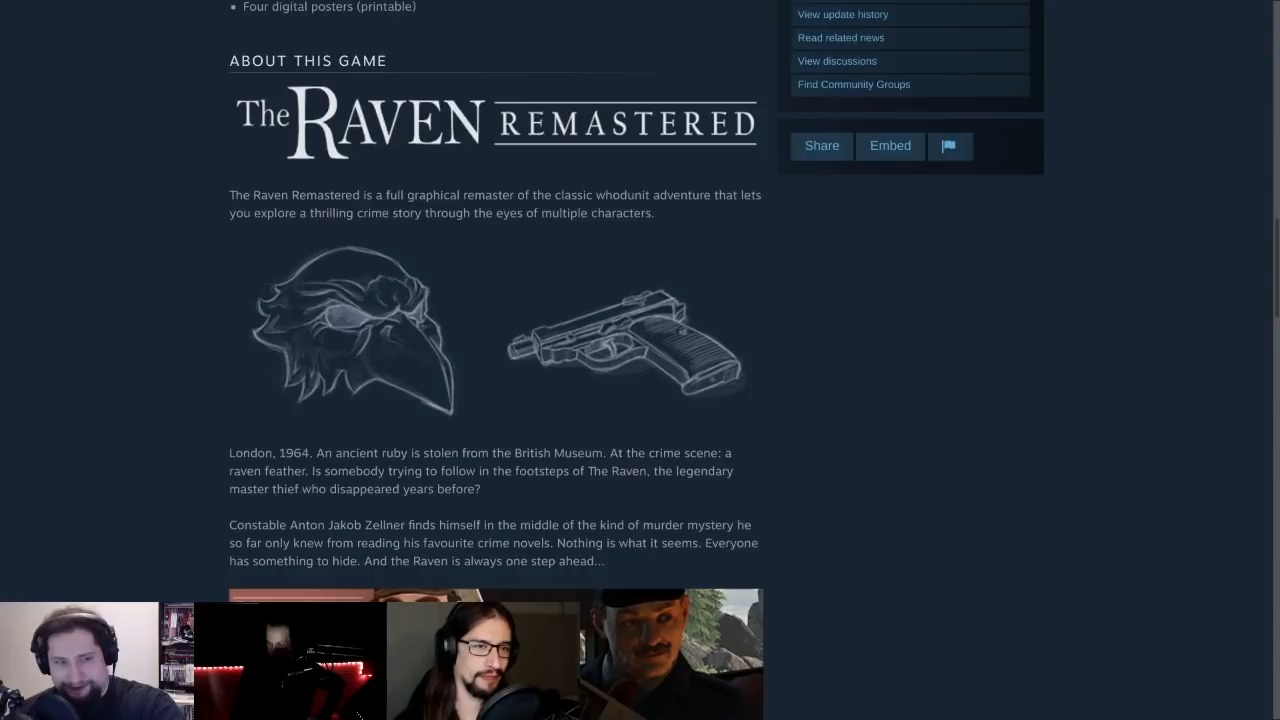 Four digital posters (printable)
ABOUT THIS GAME
The RAVEN REMASTERED
The Raven Remastered is a full graphical remaster of the classic whodunit adventure that lets
you explore a thrilling crime story through the eyes of multiple characters.
London, 1964. An ancient ruby is stolen from the British Museum. At the crime scene: a
raven feather. Is somebody trying to follow in the footsteps of The Raven, the legendary
master thief who disappeared years before?
Constable Anton Jakob Zellner finds himself in the middle of the kind of murder mystery he
so far only knew from reading his favourite crime novels. Nothing is what it seems. Everyone
has something to hide. And the Raven is always one step ahead...
View update history
Read related news
View discussions
Find Community Groups
Share
Embed